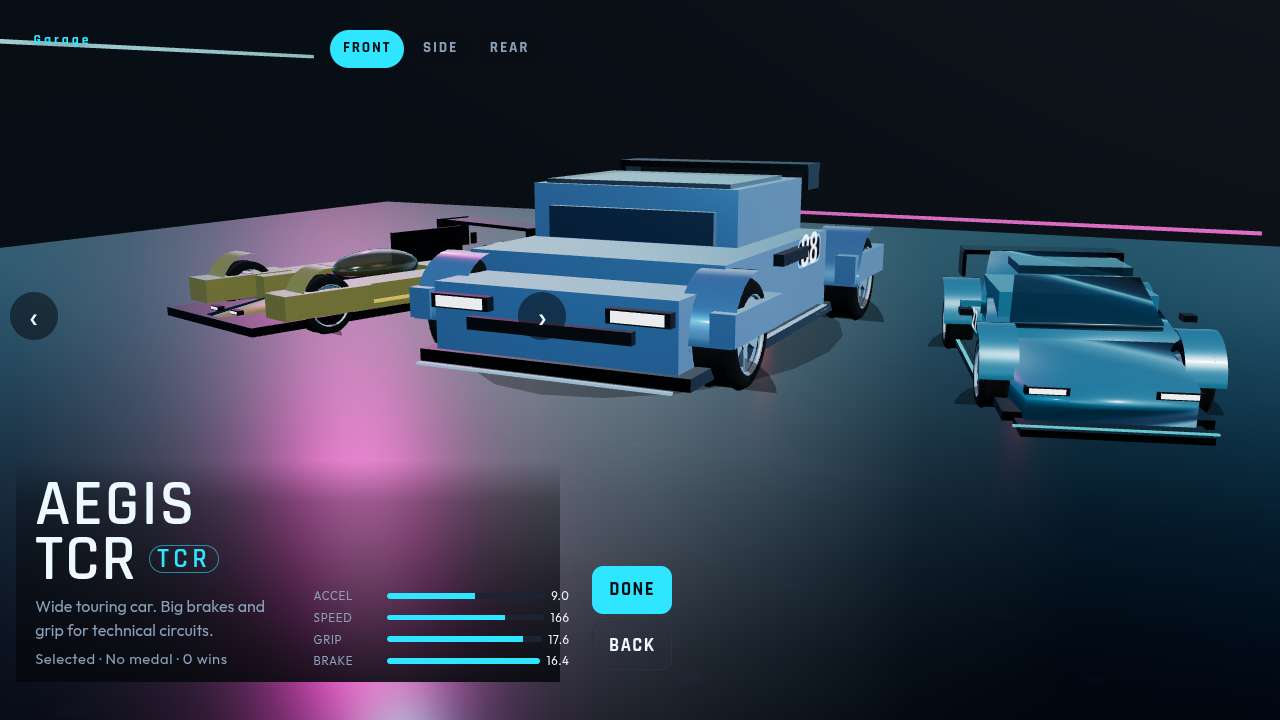 Garage
FRONT SIDE REAR
38
‹ ›
AEGIS
TCR TCR
Wide touring car. Big brakes and
grip for technical circuits.
Selected · No medal · 0 wins
ACCEL 9.0
SPEED 166
GRIP 17.6
BRAKE 16.4
DONE
BACK